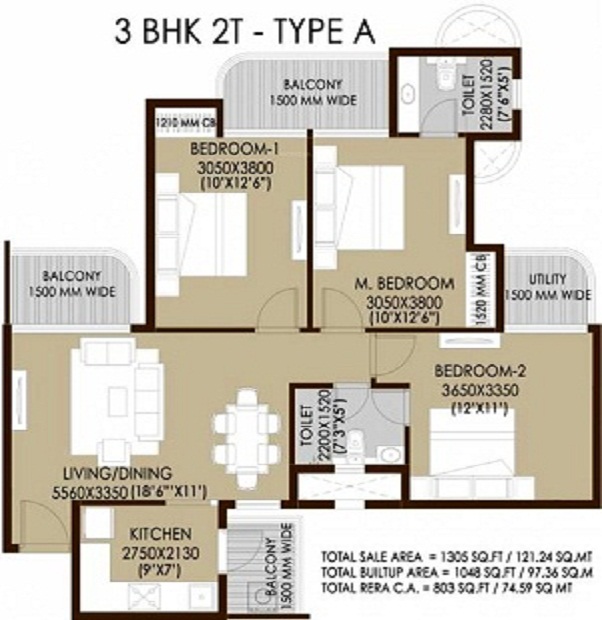 3 BHK 2T - TYPE A
BALCONY
1500 MM WIDE
TOILET
2280X1520
(7'6"X5')
1210 MM CB
BEDROOM-1
3050X3800
(10'X12'6")
M. BEDROOM
3050X3800
(10'X12'6")
1520 MM CB
BALCONY
1500 MM WIDE
UTILITY
1500 MM WIDE
BEDROOM-2
3650X3350
(12'X11')
TOILET
2200X1520
(7'3"X5')
LIVING/DINING
5560X3350 (18'6"'X11')
KITCHEN
2750X2130
(9'X7')
BALCONY
1500 MM WIDE
TOTAL SALE AREA = 1305 SQ.FT / 121.24 SQ.MT
TOTAL BUILTUP AREA = 1048 SQ.FT / 97.36 SQ.M
TOTAL RERA C.A. = 803 SQ.FT / 74.59 SQ MT